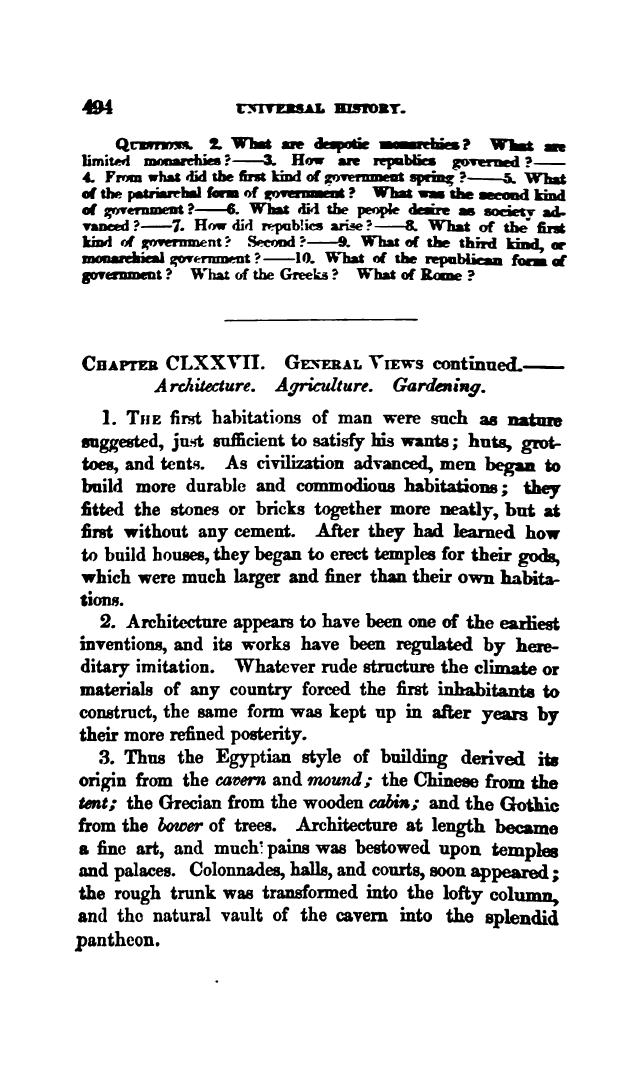 494 UNIVERSAL HISTORY.
QUESTIONS. 2. What are despotic monarchies? What are
limited monarchies?——3. How are republics governed?——
4. From what did the first kind of government spring?——5. What
of the patriarchal form of government? What was the second kind
of government?——6. What did the people desire as society ad-
vanced?——7. How did republics arise?——8. What of the first
kind of government? Second?——9. What of the third kind, or
monarchical government?——10. What of the republican form of
government? What of the Greeks? What of Rome?
CHAPTER CLXXVII. GENERAL VIEWS continued.——
Architecture. Agriculture. Gardening.
1. THE first habitations of man were such as nature
suggested, just sufficient to satisfy his wants; huts, grot-
toes, and tents. As civilization advanced, men began to
build more durable and commodious habitations; they
fitted the stones or bricks together more neatly, but at
first without any cement. After they had learned how
to build houses, they began to erect temples for their gods,
which were much larger and finer than their own habita-
tions.
2. Architecture appears to have been one of the earliest
inventions, and its works have been regulated by here-
ditary imitation. Whatever rude structure the climate or
materials of any country forced the first inhabitants to
construct, the same form was kept up in after years by
their more refined posterity.
3. Thus the Egyptian style of building derived its
origin from the cavern and mound; the Chinese from the
tent; the Grecian from the wooden cabin; and the Gothic
from the bower of trees. Architecture at length became
a fine art, and much pains was bestowed upon temples
and palaces. Colonnades, halls, and courts, soon appeared;
the rough trunk was transformed into the lofty column,
and the natural vault of the cavern into the splendid
pantheon.